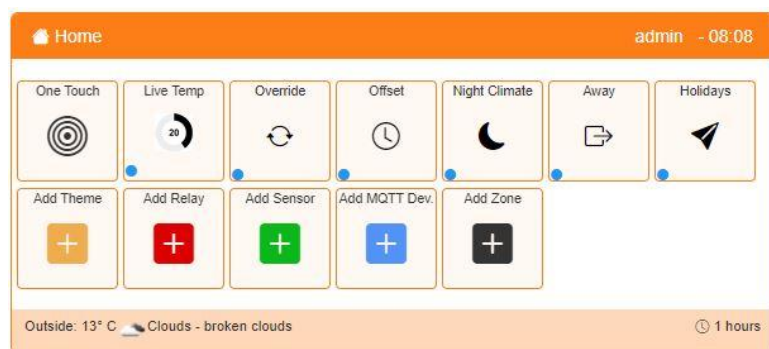 Home admin - 08:08
One Touch Live Temp Override Offset Night Climate Away Holidays
20
Add Theme Add Relay Add Sensor Add MQTT Dev. Add Zone
Outside: 13° C Clouds - broken clouds 1 hours